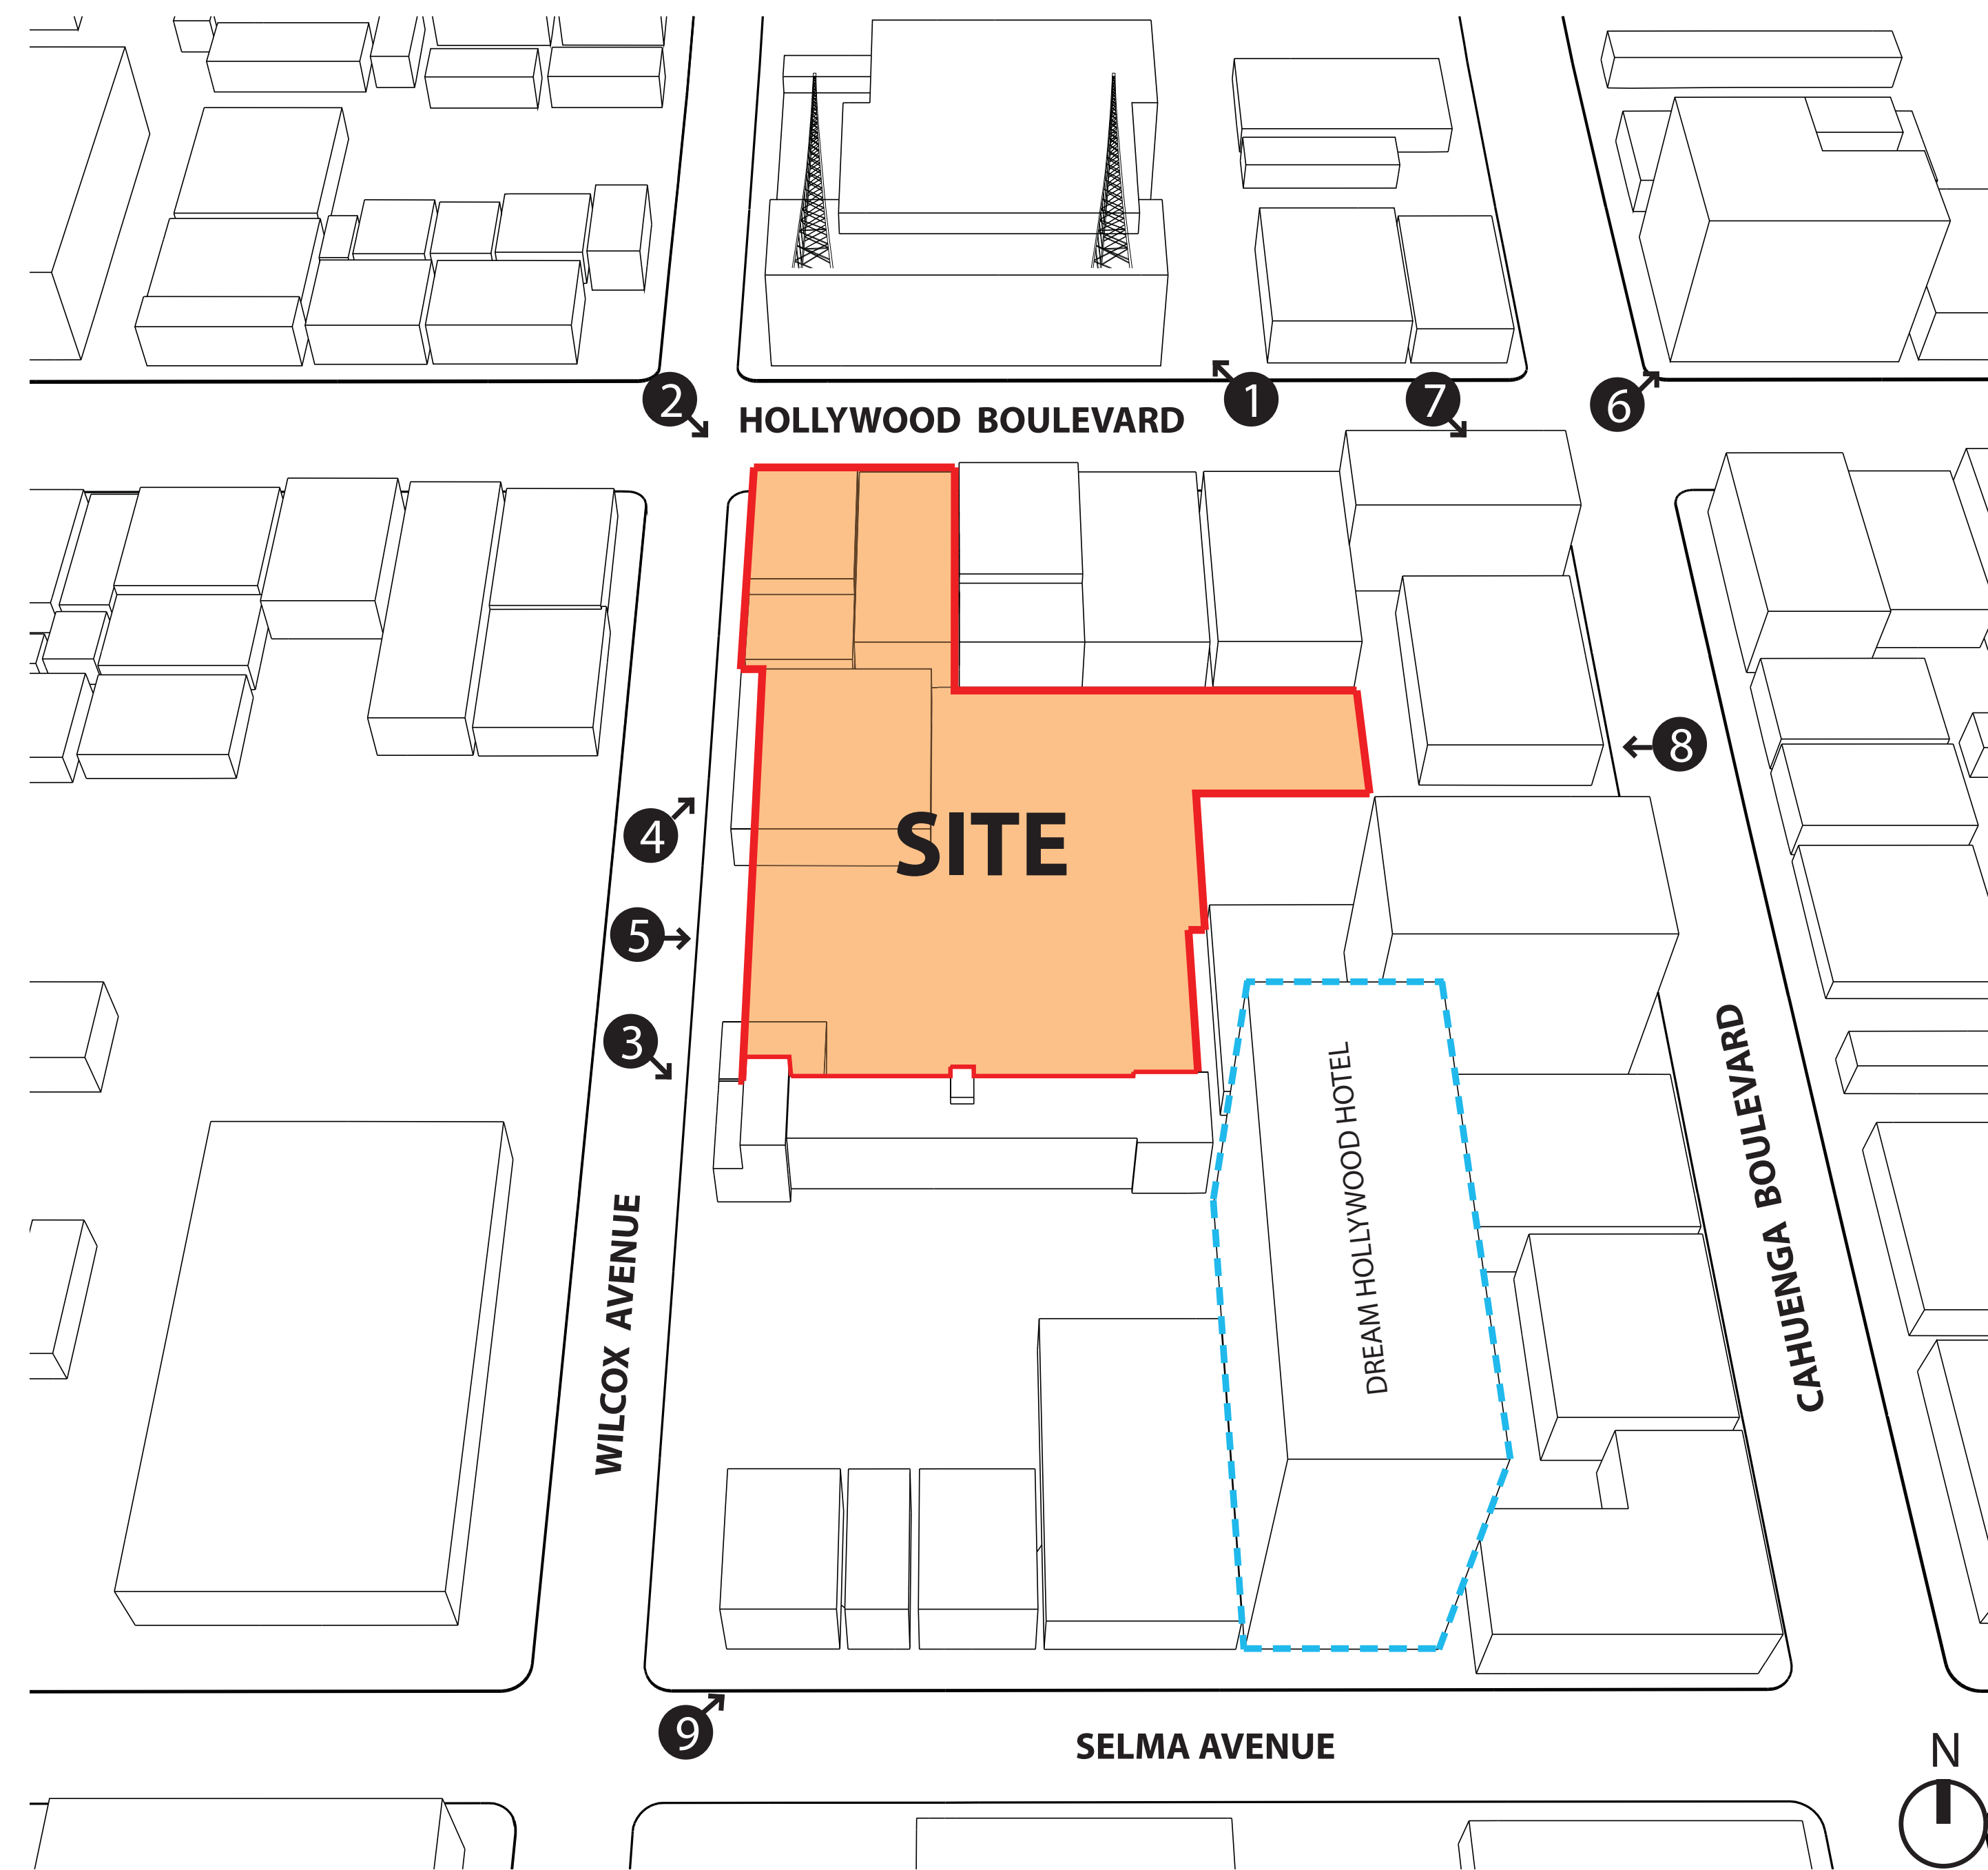 2
HOLLYWOOD BOULEVARD
1
7
6
8
4
SITE
5
3
WILCOX AVENUE
DREAM HOLLYWOOD HOTEL
CAHUENGA BOULEVARD
9
SELMA AVENUE
N